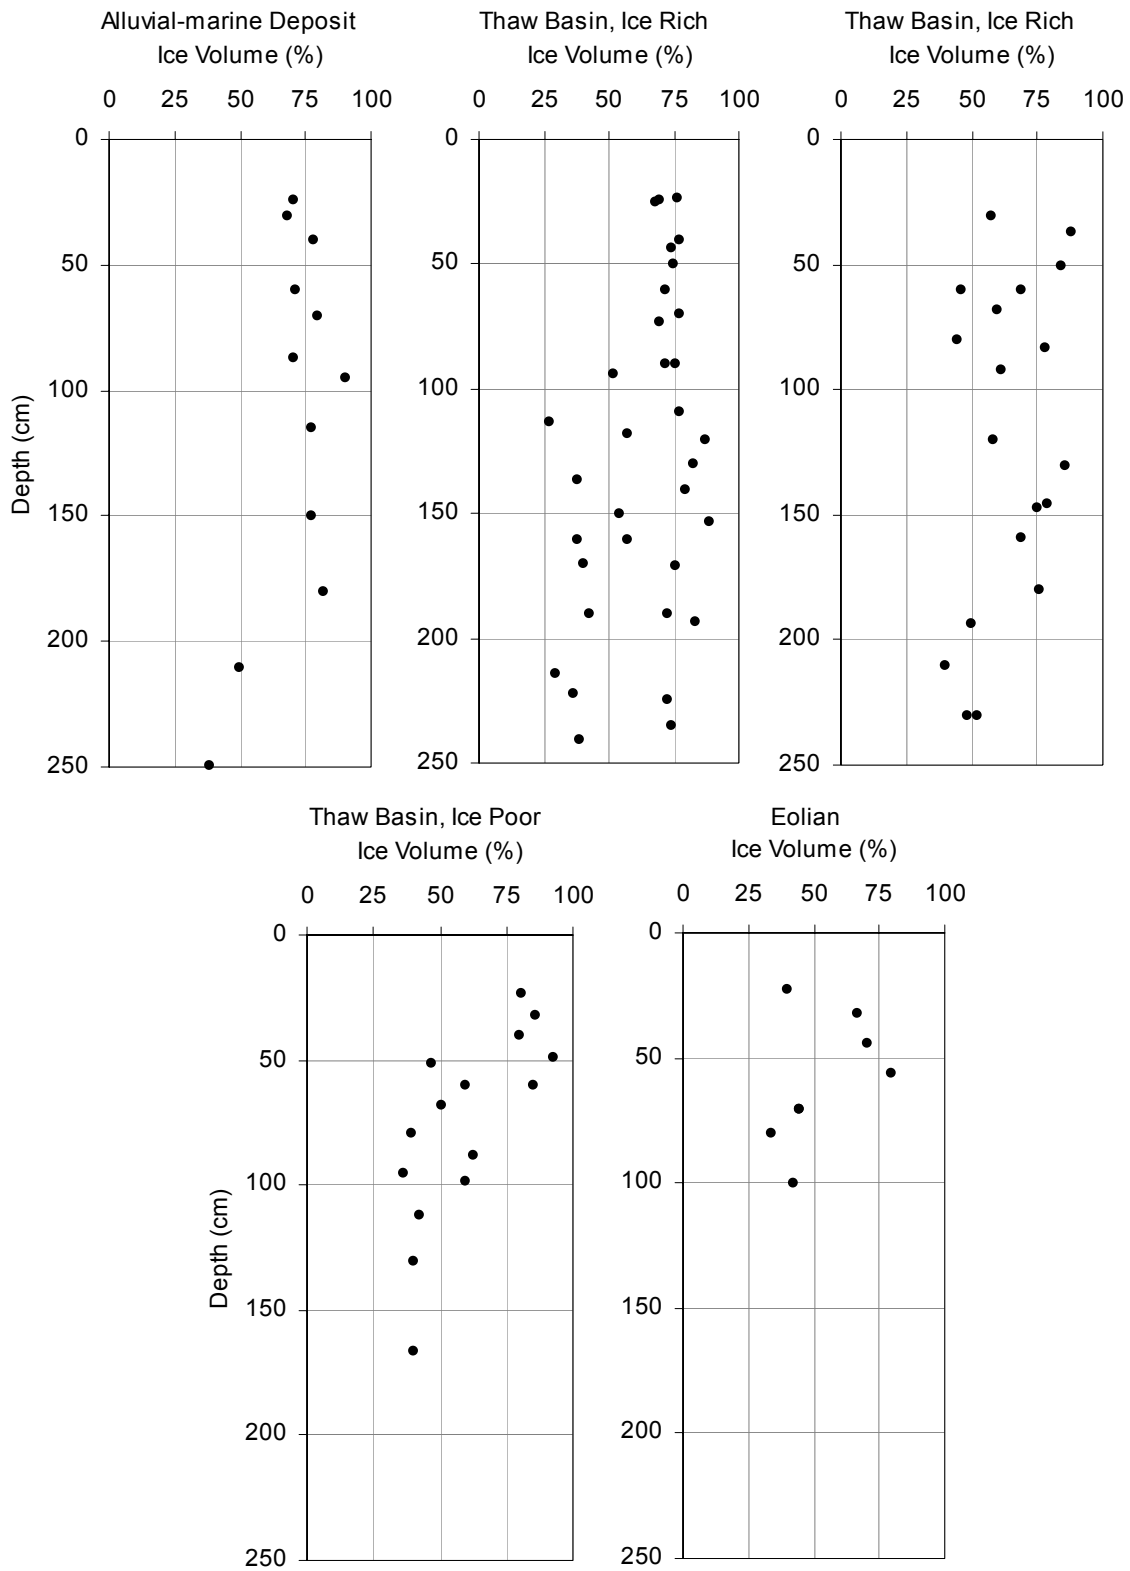 Alluvial-marine Deposit
Ice Volume (%)
0 25 50 75 100
0
50
100
150
200
250
Depth (cm)
Thaw Basin, Ice Rich
Ice Volume (%)
0 25 50 75 100
0
50
100
150
200
250
Thaw Basin, Ice Rich
Ice Volume (%)
0 25 50 75 100
0
50
100
150
200
250
Thaw Basin, Ice Poor
Ice Volume (%)
0 25 50 75 100
0
50
100
150
200
250
Depth (cm)
Eolian
Ice Volume (%)
0 25 50 75 100
0
50
100
150
200
250